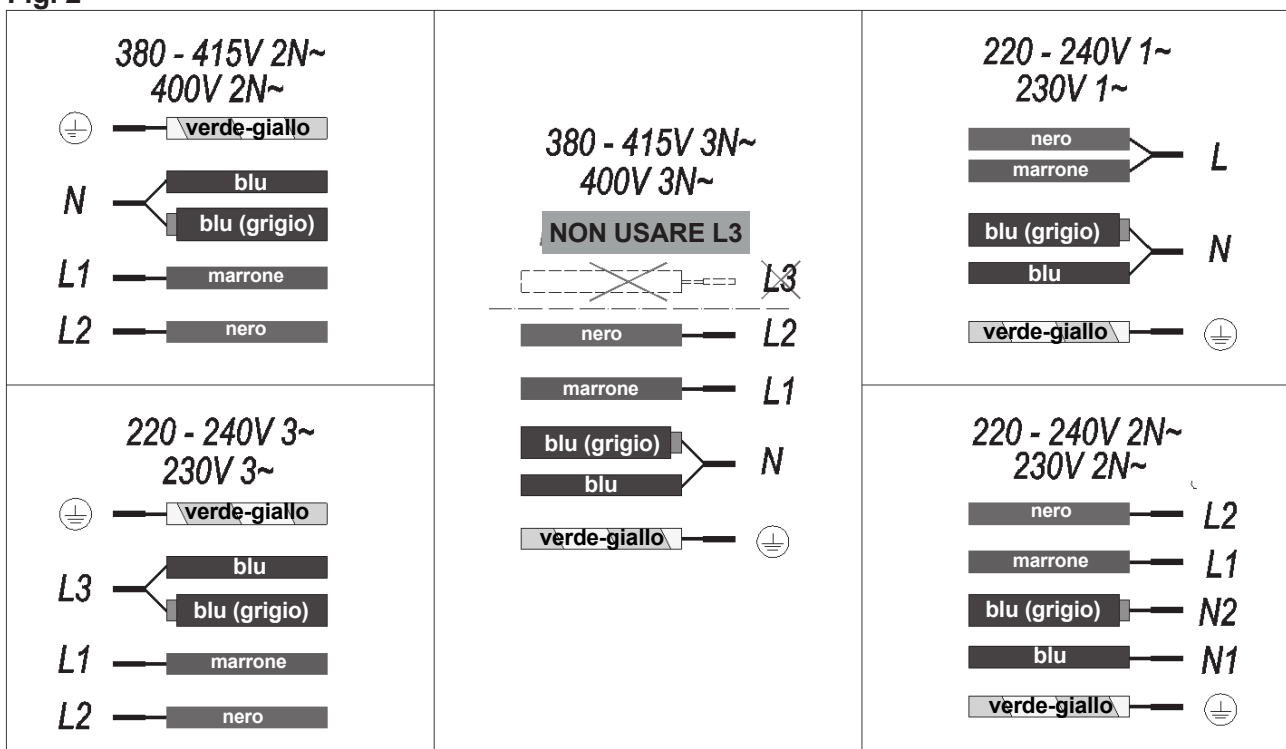 Fig. 2
380 - 415V 2N~
400V 2N~
verde-giallo
N
blu
blu (grigio)
L1
marrone
L2
nero
220 - 240V 3~
230V 3~
verde-giallo
L3
blu
blu (grigio)
L1
marrone
L2
nero
380 - 415V 3N~
400V 3N~
NON USARE L3
L3
nero
L2
marrone
L1
blu (grigio)
N
blu
verde-giallo
220 - 240V 1~
230V 1~
nero
L
marrone
blu (grigio)
N
blu
verde-giallo
220 - 240V 2N~
230V 2N~
nero
L2
marrone
L1
blu (grigio)
N2
blu
N1
verde-giallo